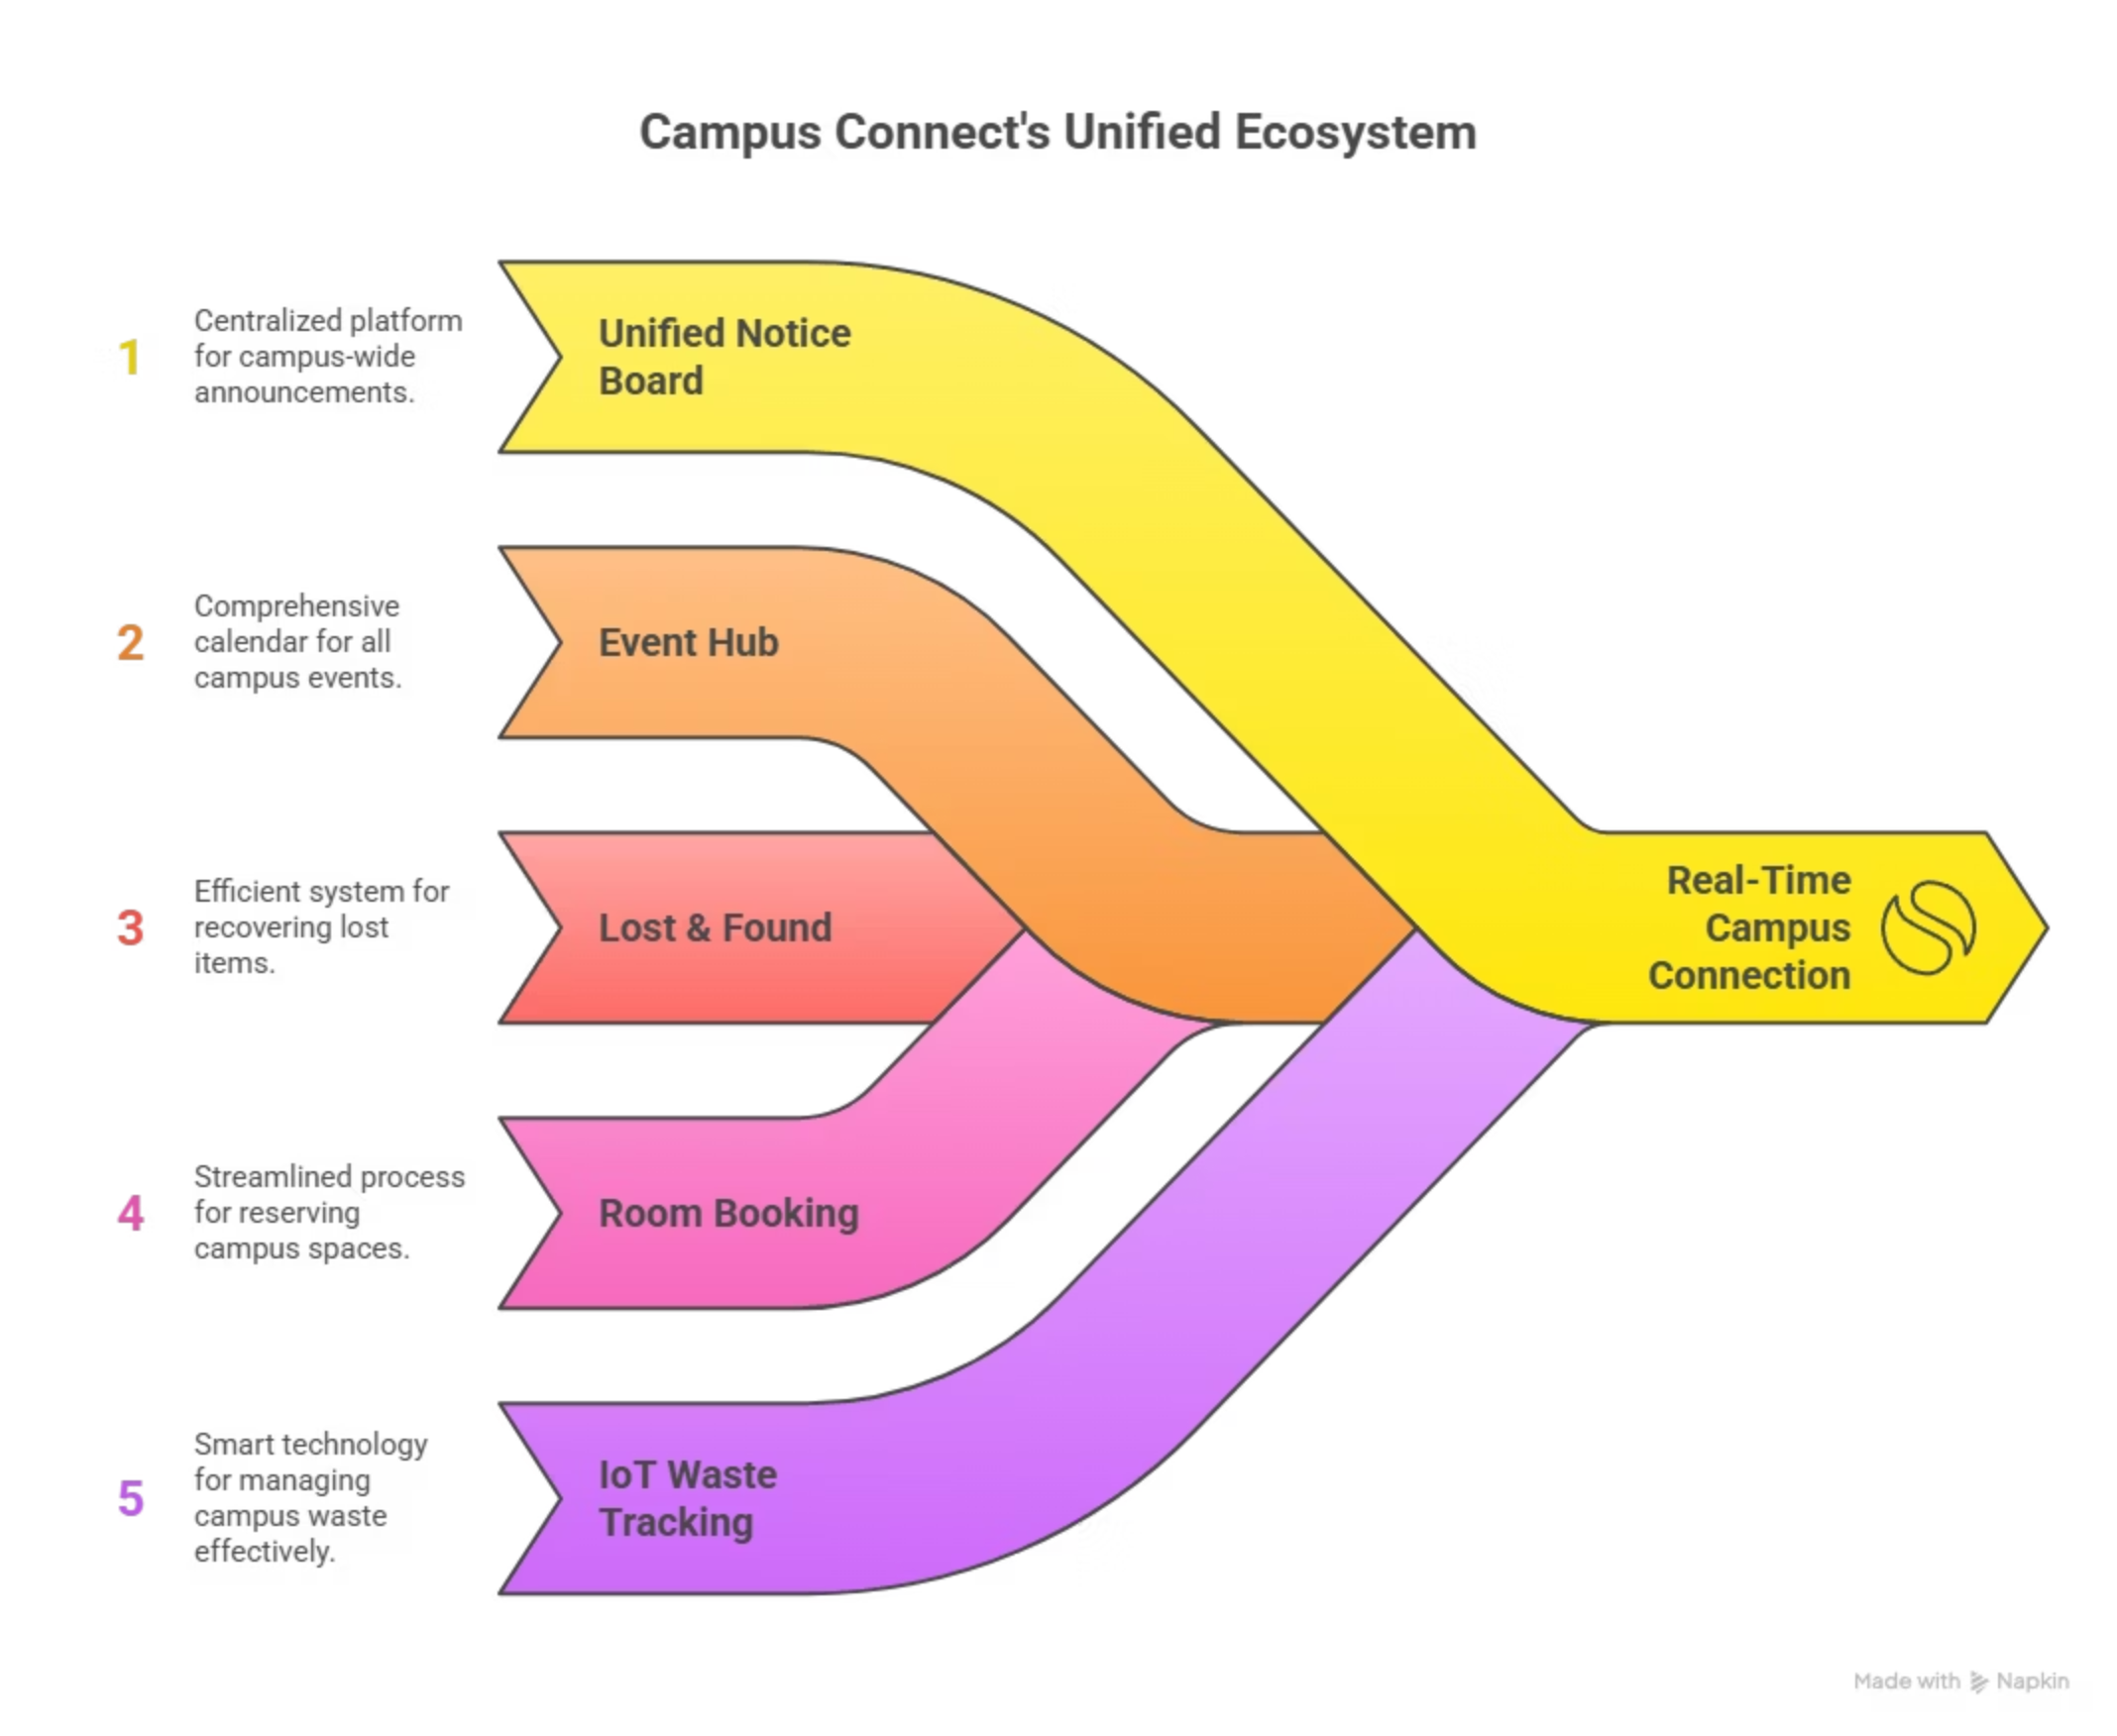 Campus Connect's Unified Ecosystem
1
Centralized platform
for campus-wide
announcements.
Unified Notice
Board
2
Comprehensive
calendar for all
campus events.
Event Hub
3
Efficient system for
recovering lost
items.
Lost & Found
4
Streamlined process
for reserving
campus spaces.
Room Booking
5
Smart technology
for managing
campus waste
effectively.
IoT Waste
Tracking
Real-Time
Campus
Connection
Made with Napkin